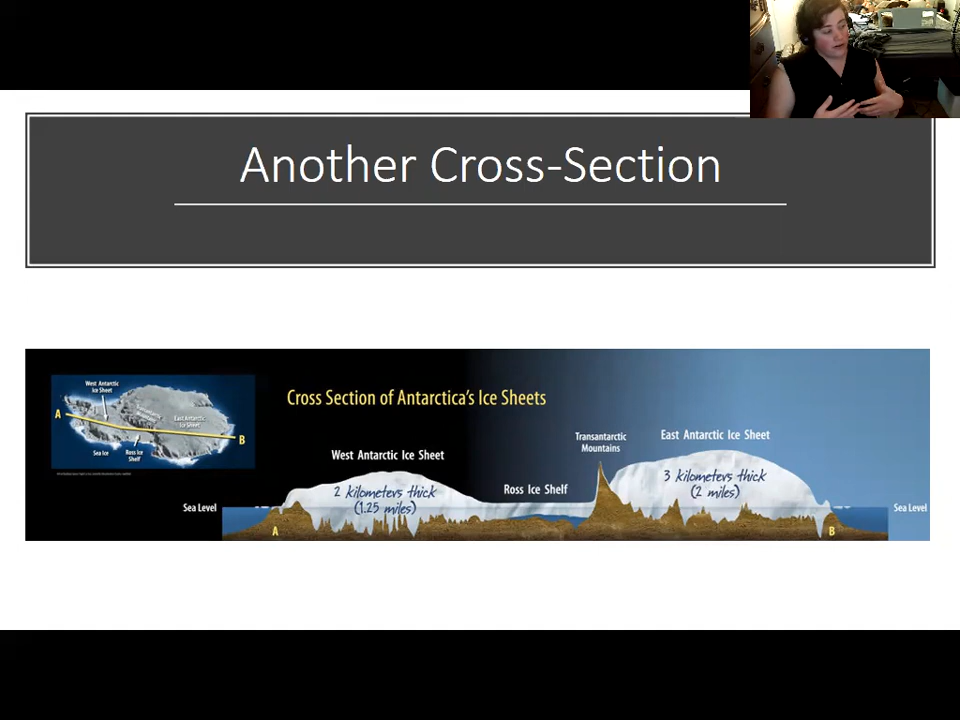 Another Cross-Section
Cross Section of Antarctica's Ice Sheets
West Antarctic
Ice Sheet
A
East Antarctic
Ice Sheet
B
Sea Ice
Ross Ice
Shelf
West Antarctic Ice Sheet
2 kilometers thick
(1.25 miles)
Ross Ice Shelf
Transantarctic
Mountains
East Antarctic Ice Sheet
3 kilometers thick
(2 miles)
Sea Level
Sea Level
A
B